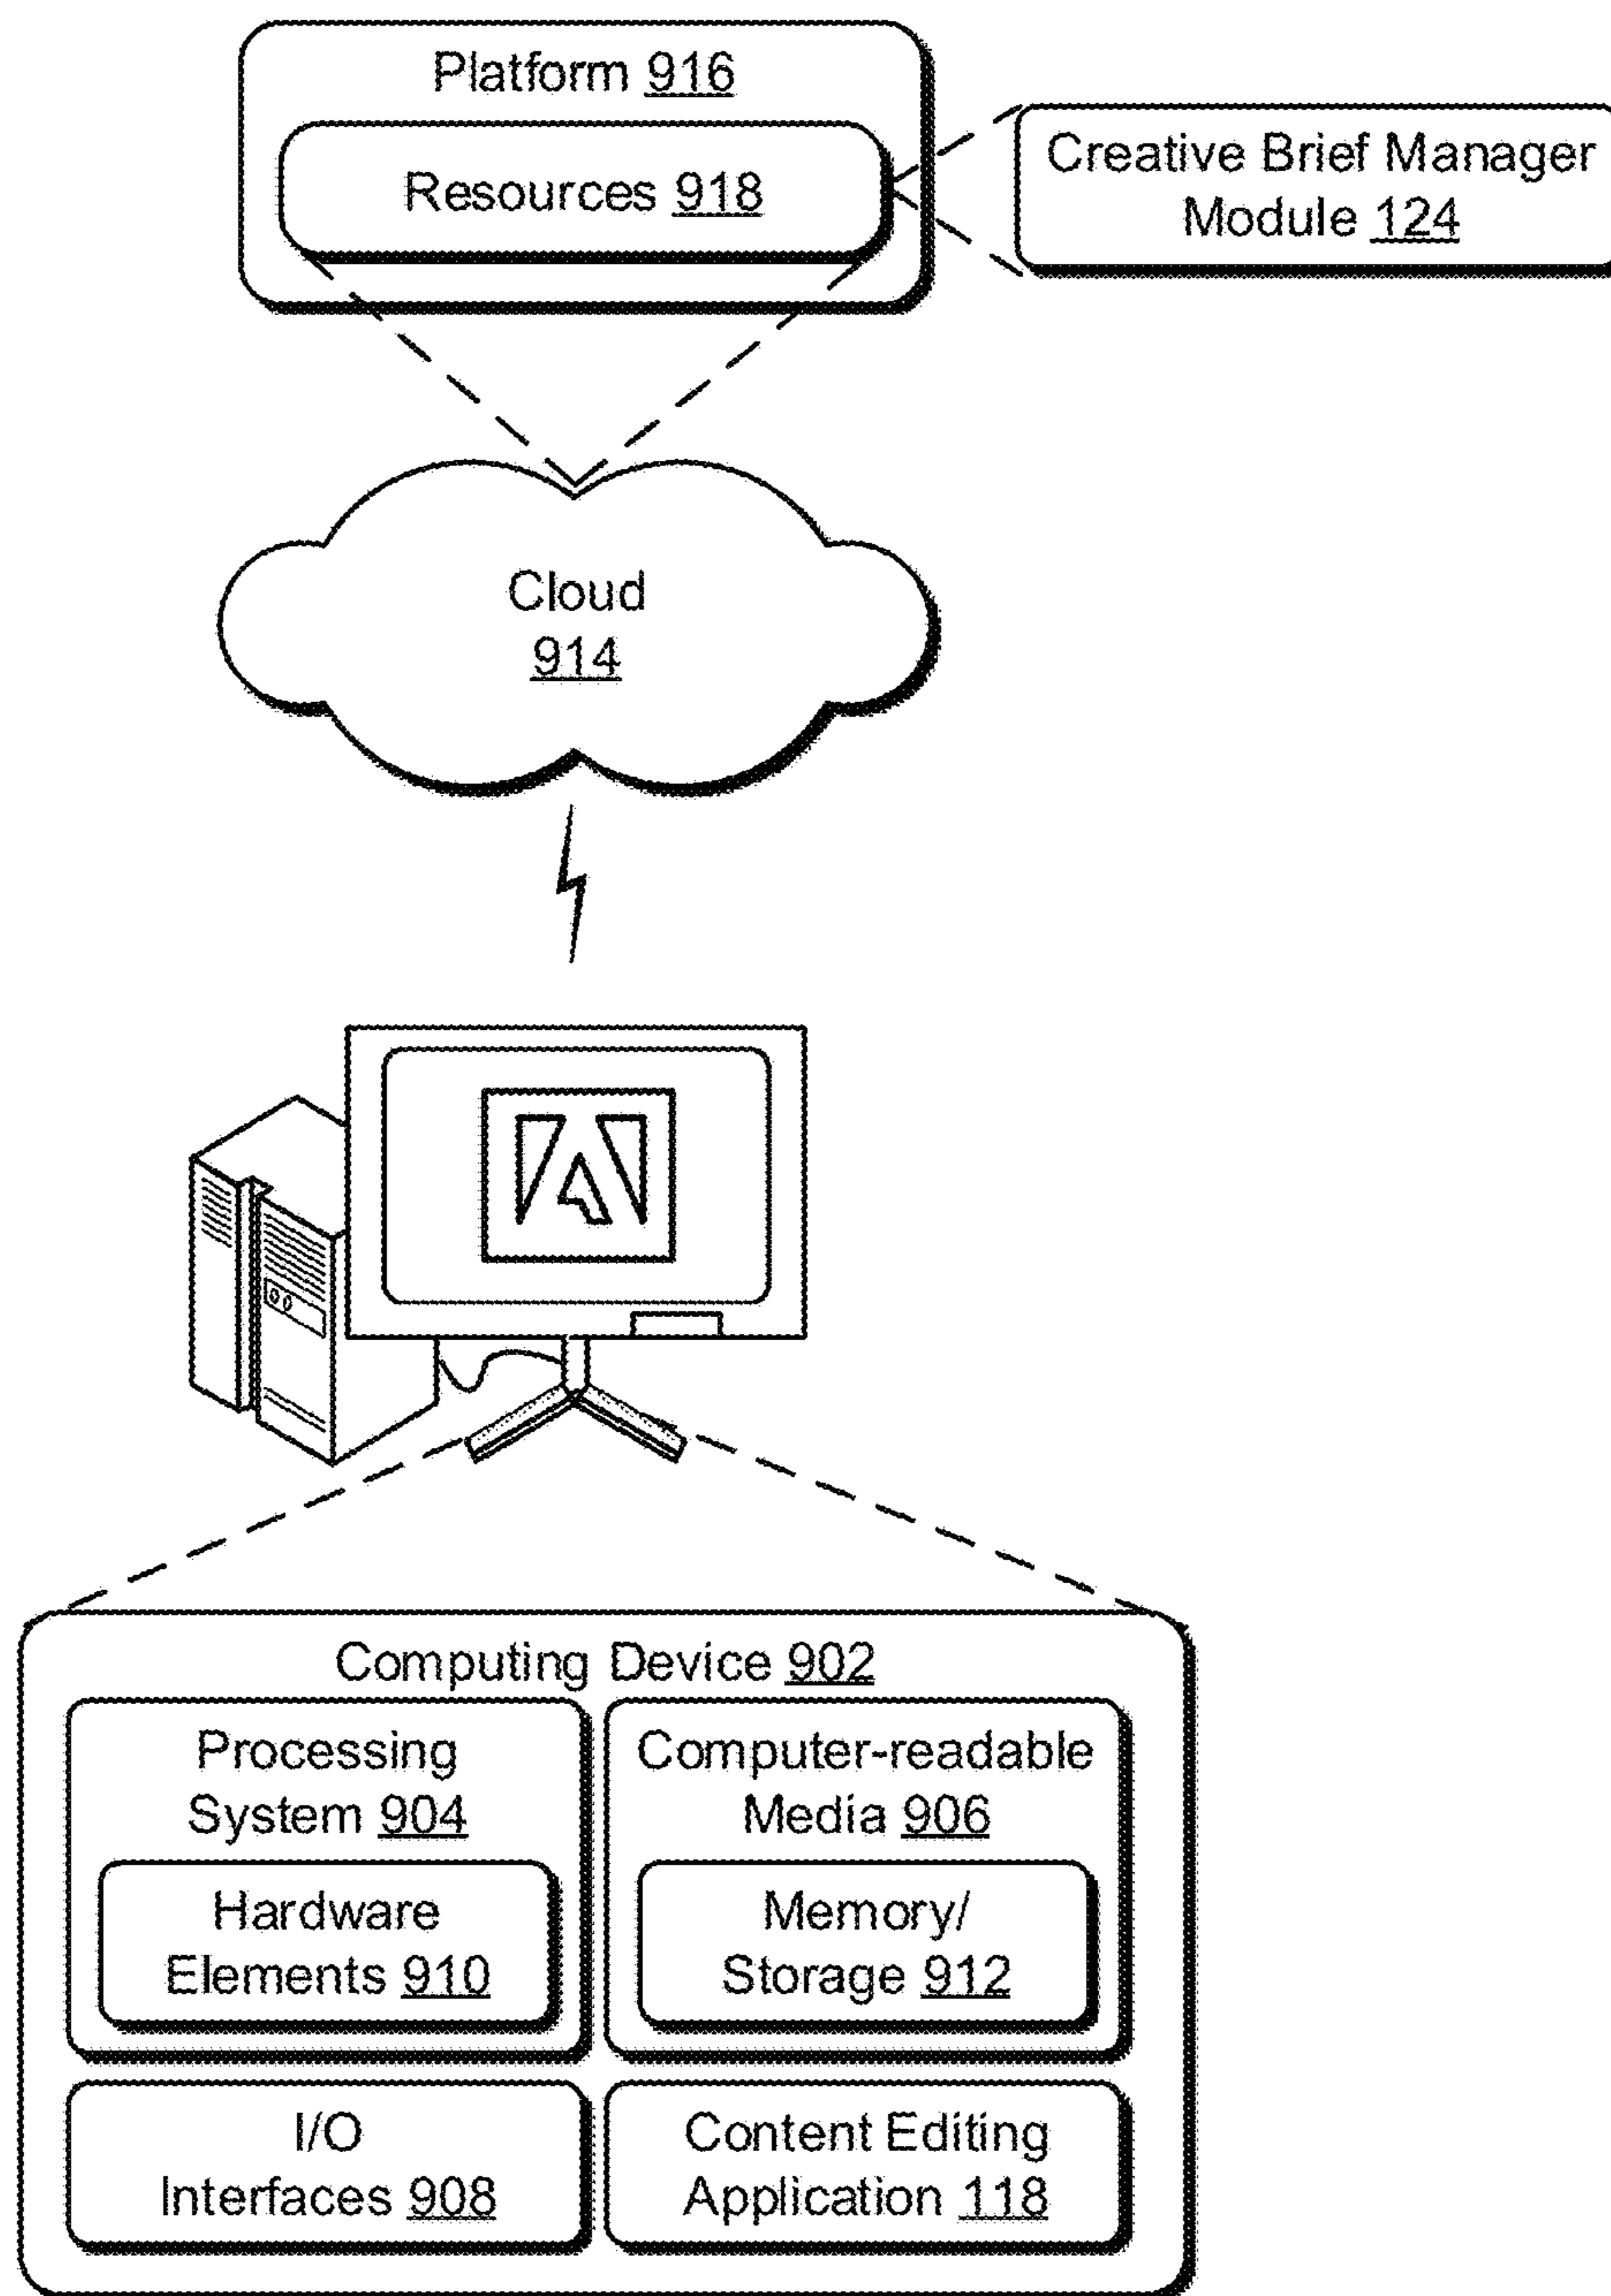 Platform 916
Resources 918
Creative Brief Manager
Module 124
Cloud
914
Computing Device 902
Processing
System 904
Hardware
Elements 910
Computer-readable
Media 906
Memory/
Storage 912
I/O
Interfaces 908
Content Editing
Application 118